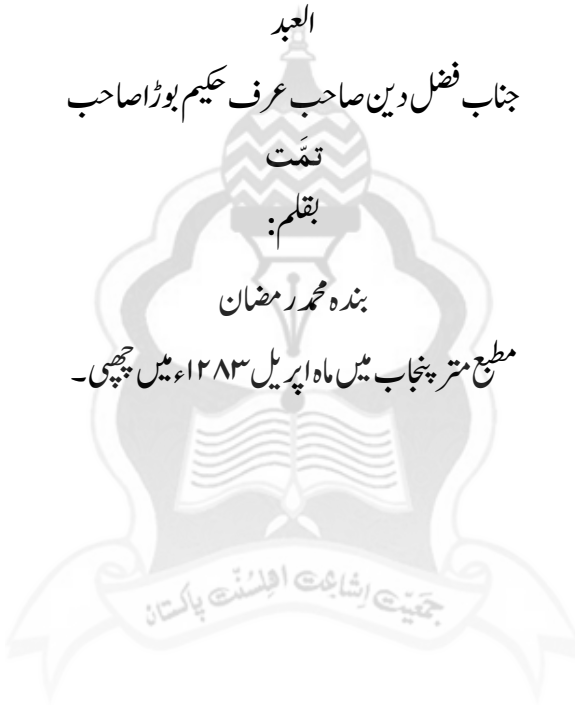 العبد
جناب فضل دین صاحب عرف حکیم بوڑا صاحب
تمَّت
بقلم:
بندہ محمد رمضان
مطبع متر پنجاب میں ماہ اپریل ۱۲۸۳ء میں چھپی۔
جمعیت اشاعت اہلسنّت پاکستان